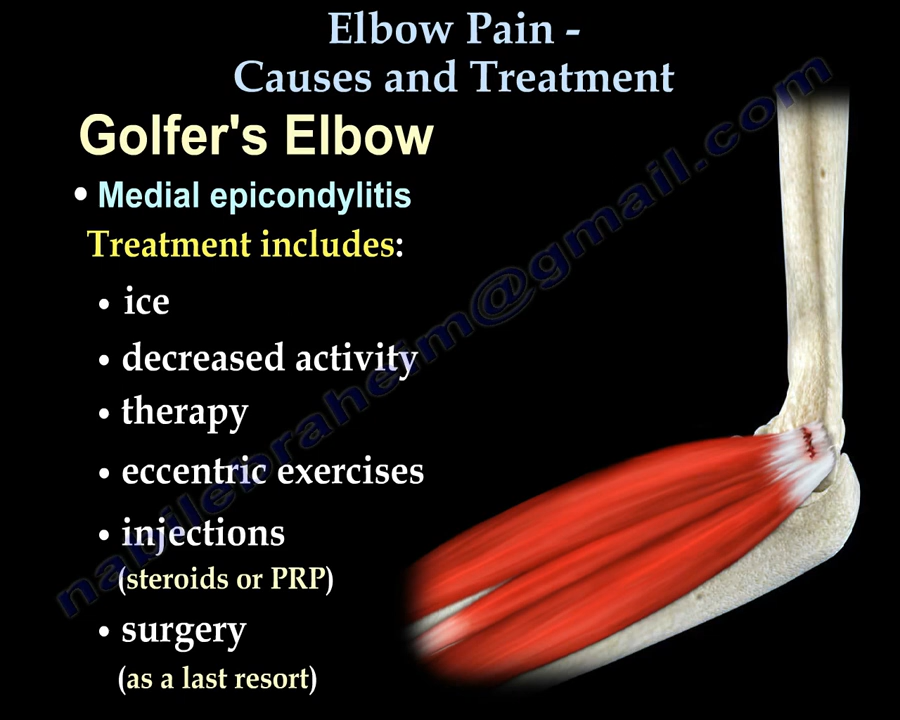 Elbow Pain -
Causes and Treatment
Golfer's Elbow
• Medial epicondylitis
Treatment includes:
• ice
• decreased activity
• therapy
• eccentric exercises
• injections
(steroids or PRP)
• surgery
(as a last resort)
nabilebraheim@gmail.com